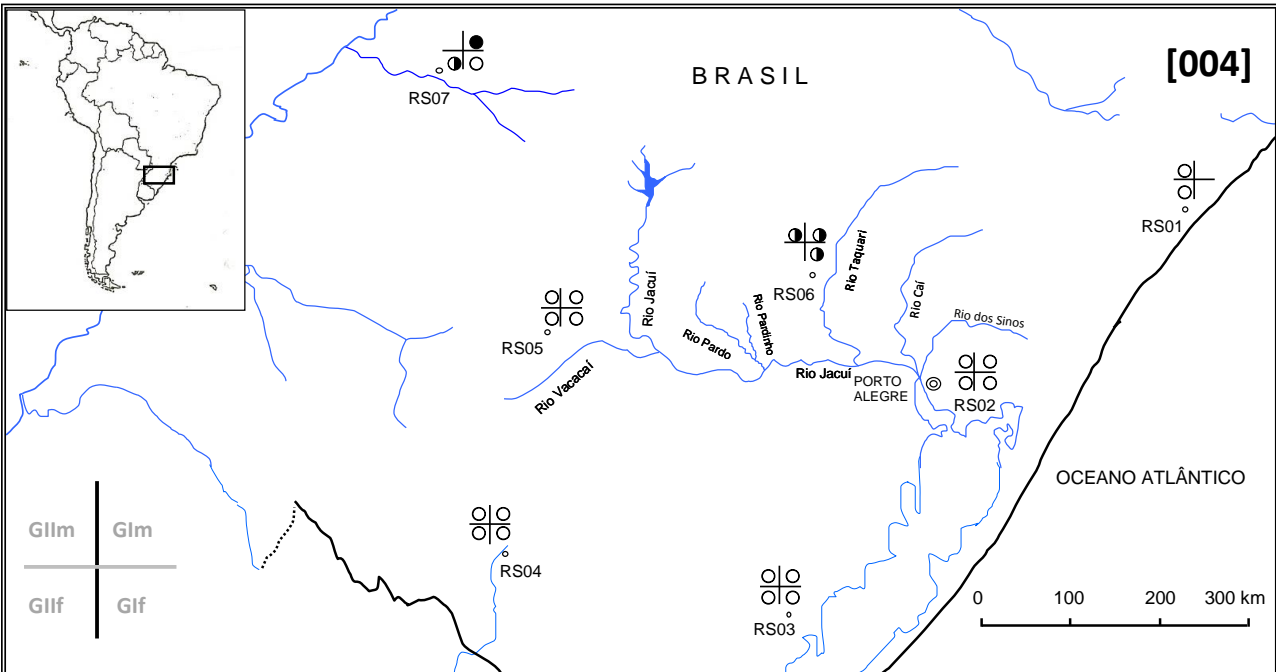 BRASIL
[004]
RS07
RS01
RS06
Rio Taquari
Rio Jacuí
Rio Caí
Rio dos Sinos
RS05
Rio Pardo
Rio Pardinho
Rio Vacacaí
Rio Jacuí
PORTO
ALEGRE
RS02
OCEANO ATLÂNTICO
GIIm
GIm
GIIf
GIf
RS04
RS03
0 100 200 300 km